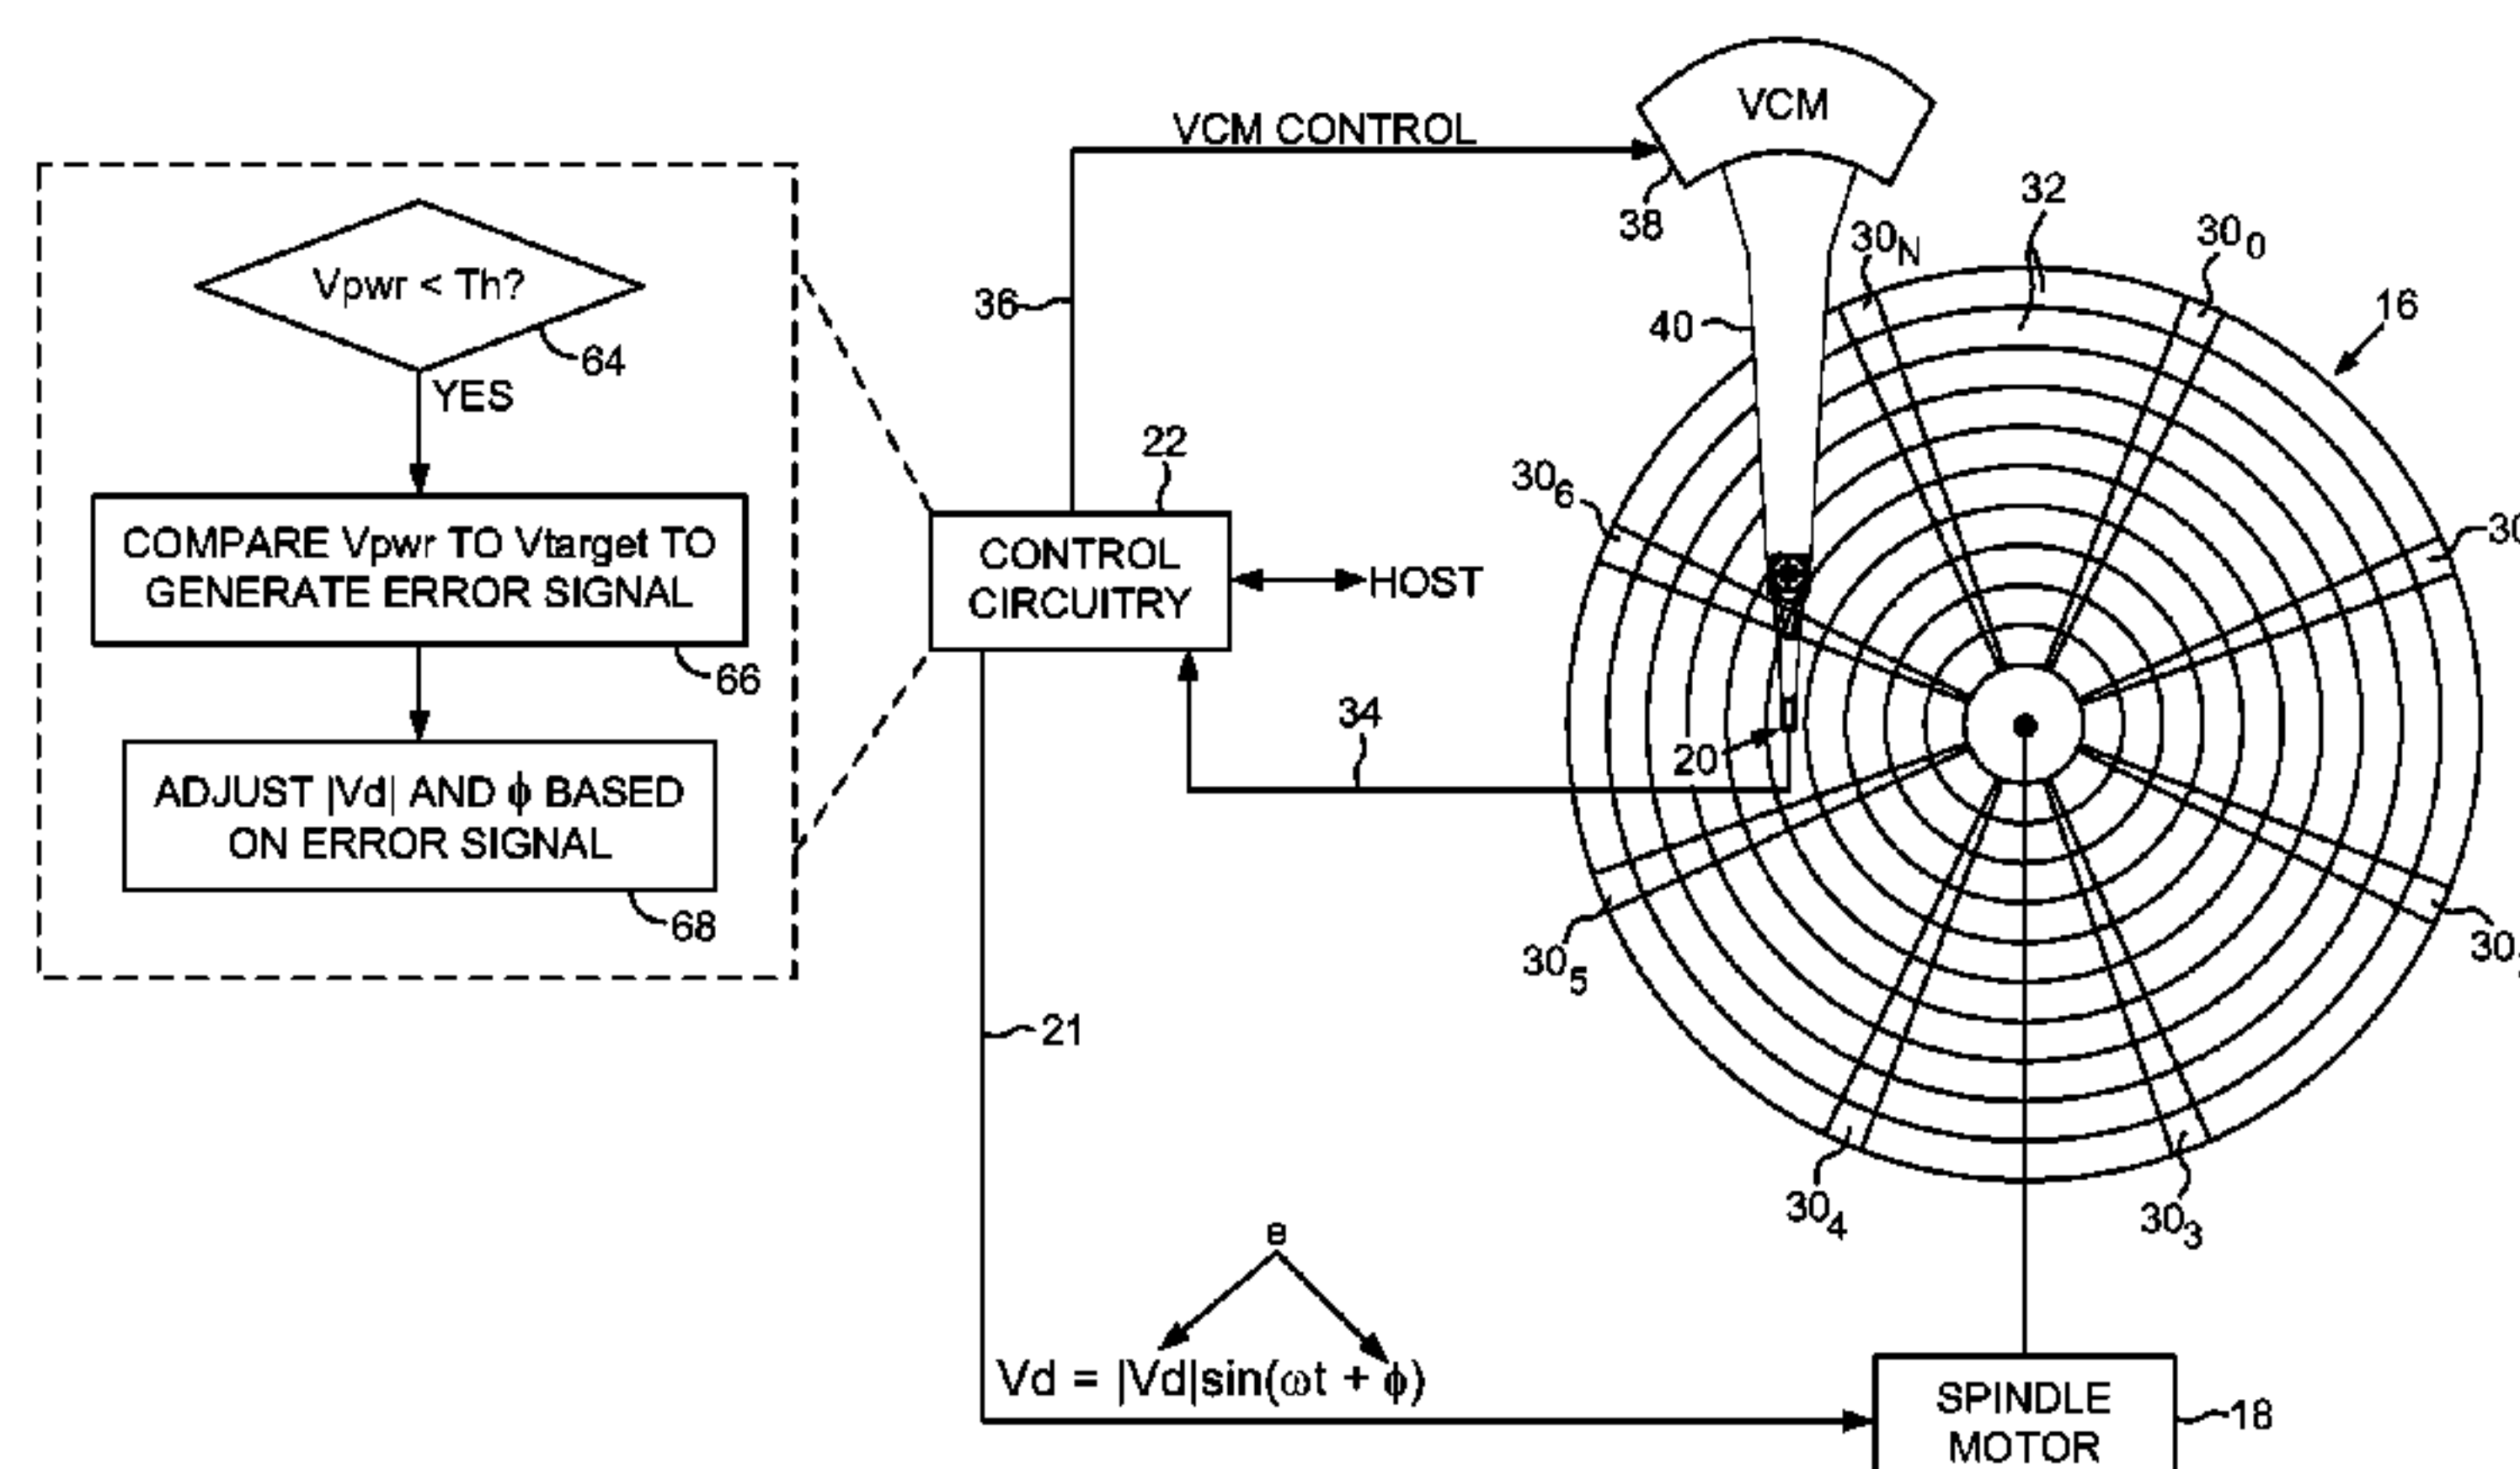 VCM
VCM CONTROL
38
32
30N
300
16
36
40
Vpwr < Th?
64
YES
22
306
30
COMPARE Vpwr TO Vtarget TO
GENERATE ERROR SIGNAL
66
CONTROL
CIRCUITRY
HOST
34
20
ADJUST |Vd| AND ϕ BASED
ON ERROR SIGNAL
68
305
30
21
304
303
e
Vd = |Vd|sin(ωt + ϕ)
SPINDLE
MOTOR
18